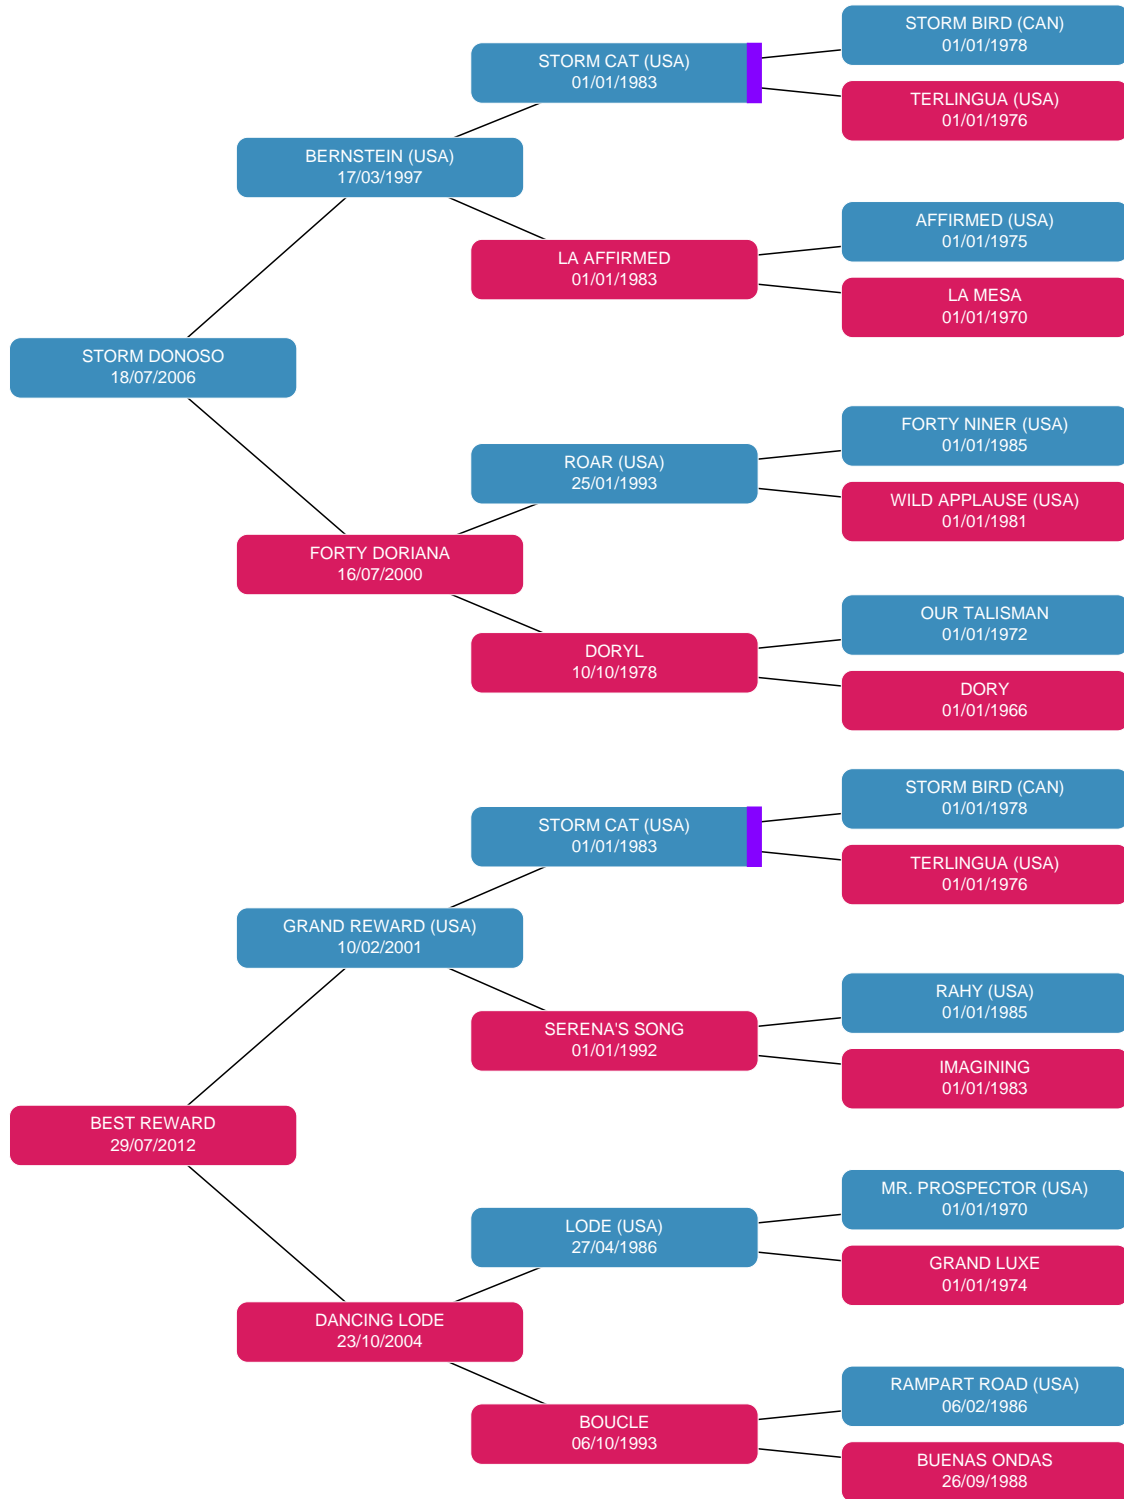 STORM BIRD (CAN)
01/01/1978
STORM CAT (USA)
01/01/1983
TERLINGUA (USA)
01/01/1976
BERNSTEIN (USA)
17/03/1997
AFFIRMED (USA)
01/01/1975
LA AFFIRMED
01/01/1983
LA MESA
01/01/1970
STORM DONOSO
18/07/2006
FORTY NINER (USA)
01/01/1985
ROAR (USA)
25/01/1993
WILD APPLAUSE (USA)
01/01/1981
FORTY DORIANA
16/07/2000
OUR TALISMAN
01/01/1972
DORYL
10/10/1978
DORY
01/01/1966
STORM BIRD (CAN)
01/01/1978
STORM CAT (USA)
01/01/1983
TERLINGUA (USA)
01/01/1976
GRAND REWARD (USA)
10/02/2001
RAHY (USA)
01/01/1985
SERENA'S SONG
01/01/1992
IMAGINING
01/01/1983
BEST REWARD
29/07/2012
MR. PROSPECTOR (USA)
01/01/1970
LODE (USA)
27/04/1986
GRAND LUXE
01/01/1974
DANCING LODE
23/10/2004
RAMPART ROAD (USA)
06/02/1986
BOUCLE
06/10/1993
BUENAS ONDAS
26/09/1988